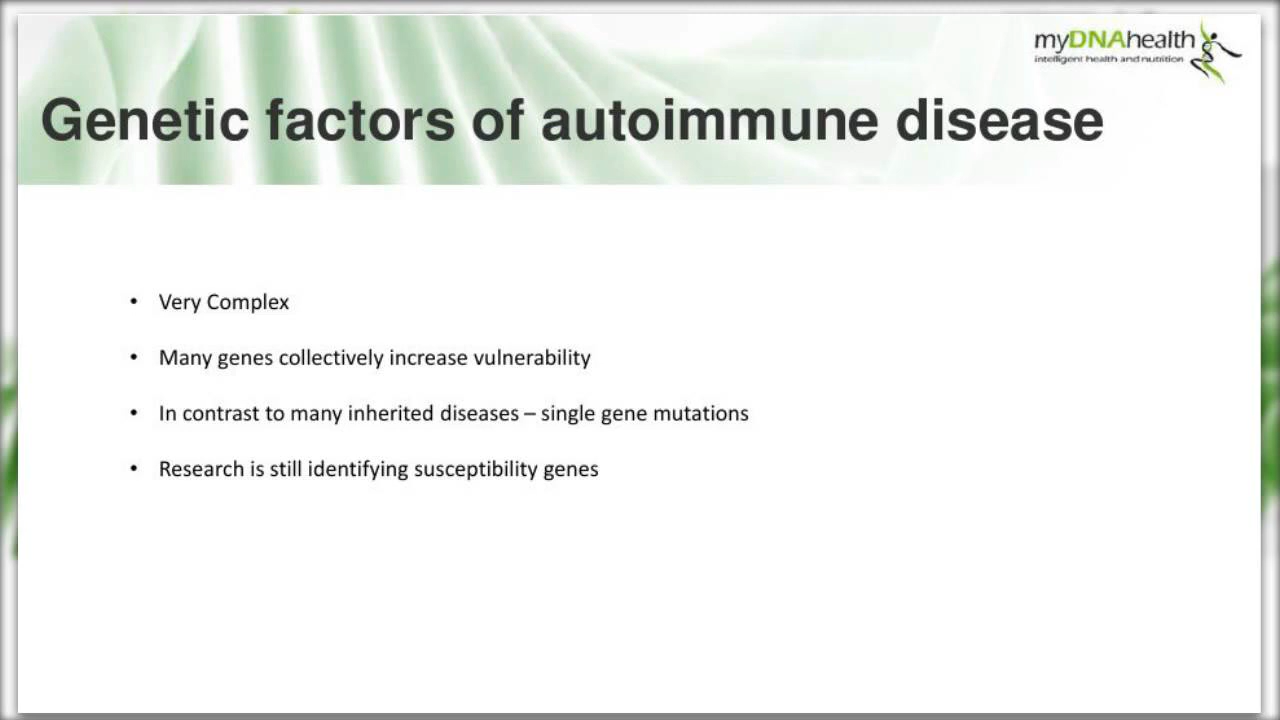 myDNAhealth
intelligent health and nutrition
Genetic factors of autoimmune disease
• Very Complex
• Many genes collectively increase vulnerability
• In contrast to many inherited diseases – single gene mutations
• Research is still identifying susceptibility genes